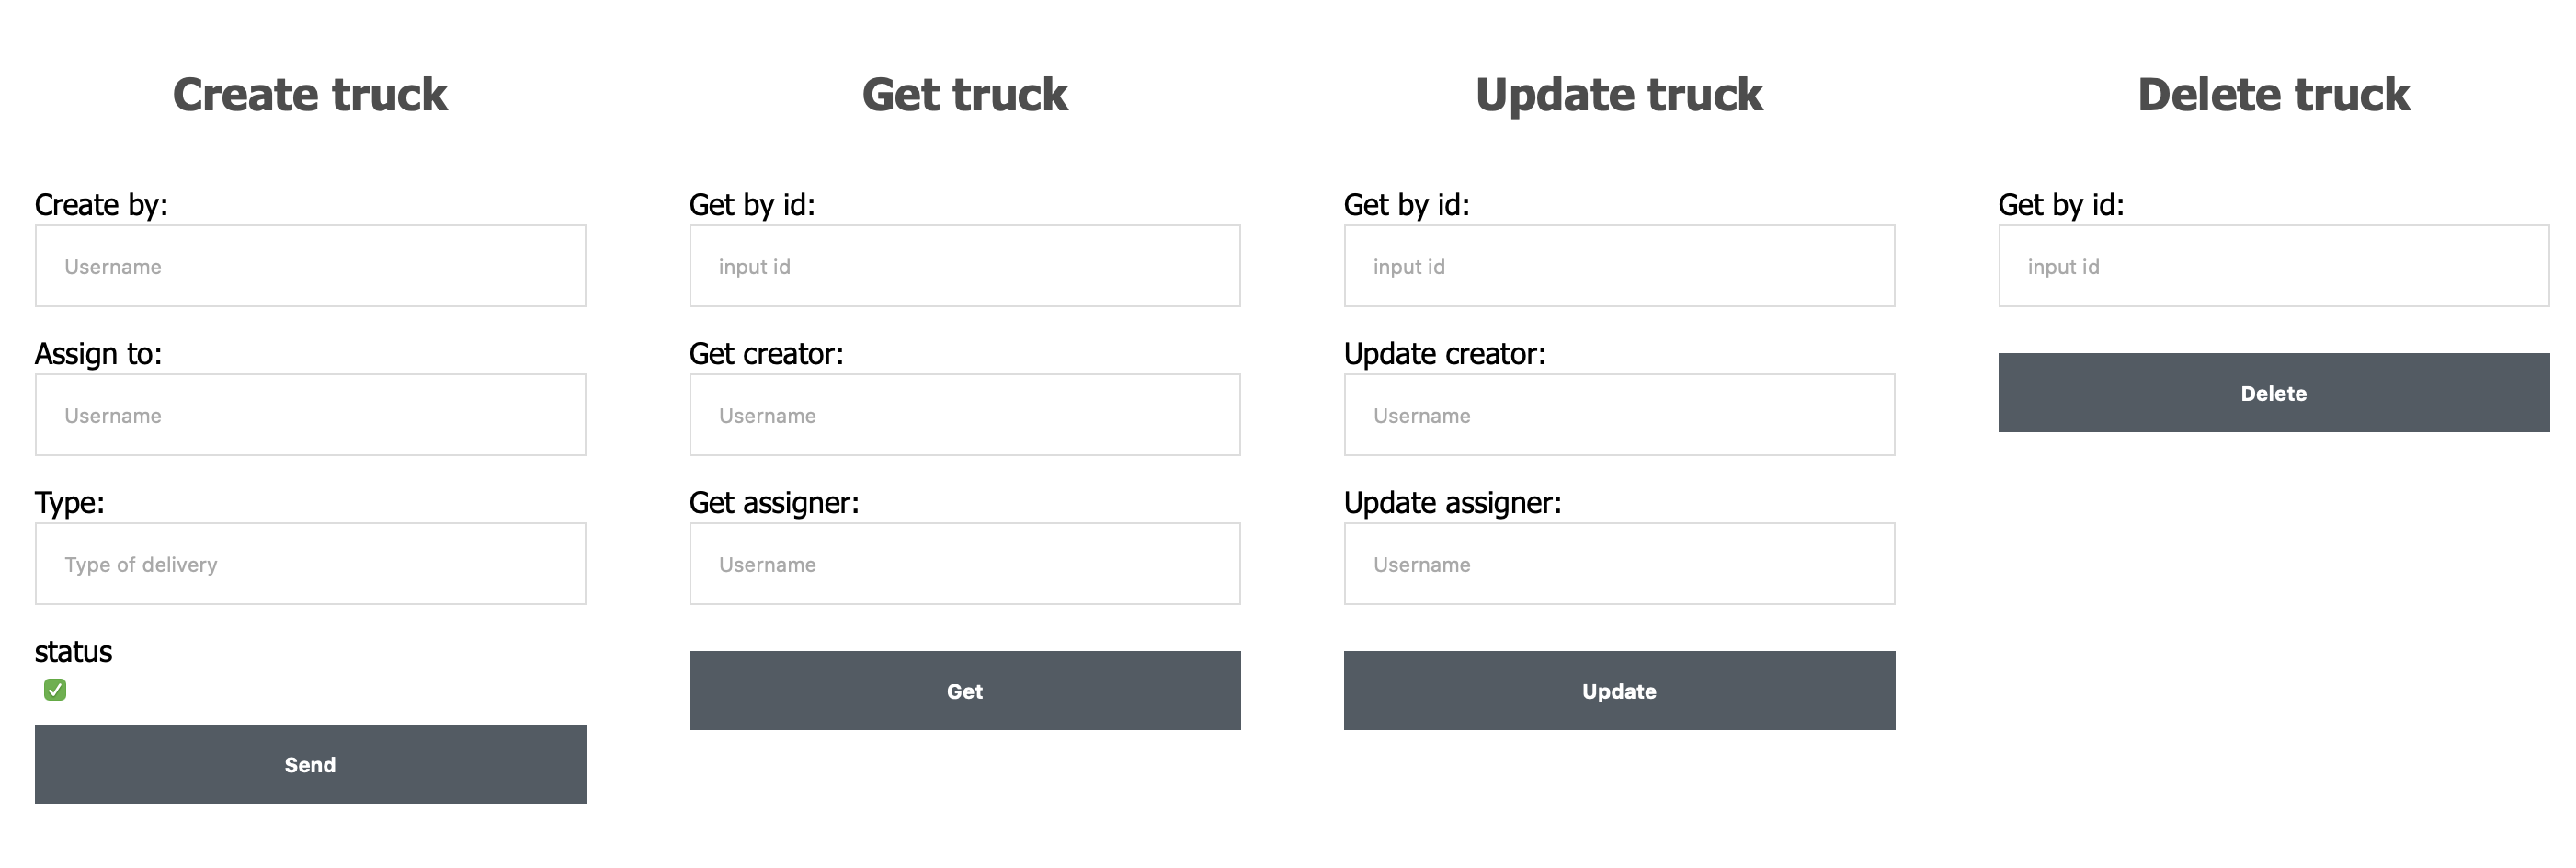 Create truck
Create by:
Username
Assign to:
Username
Type:
Type of delivery
status
Send
Get truck
Get by id:
input id
Get creator:
Username
Get assigner:
Username
Get
Update truck
Get by id:
input id
Update creator:
Username
Update assigner:
Username
Update
Delete truck
Get by id:
input id
Delete